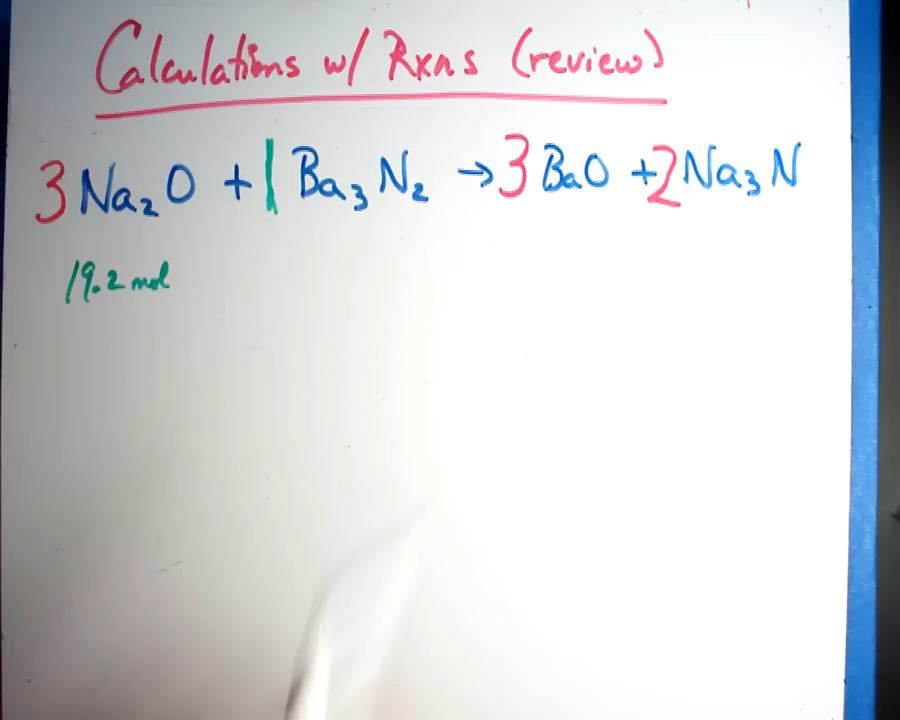 Calculations w/ Rxns (review)
3 Na₂O + 1 Ba₃N₂ → 3 BaO + 2 Na₃N
19.2 mol